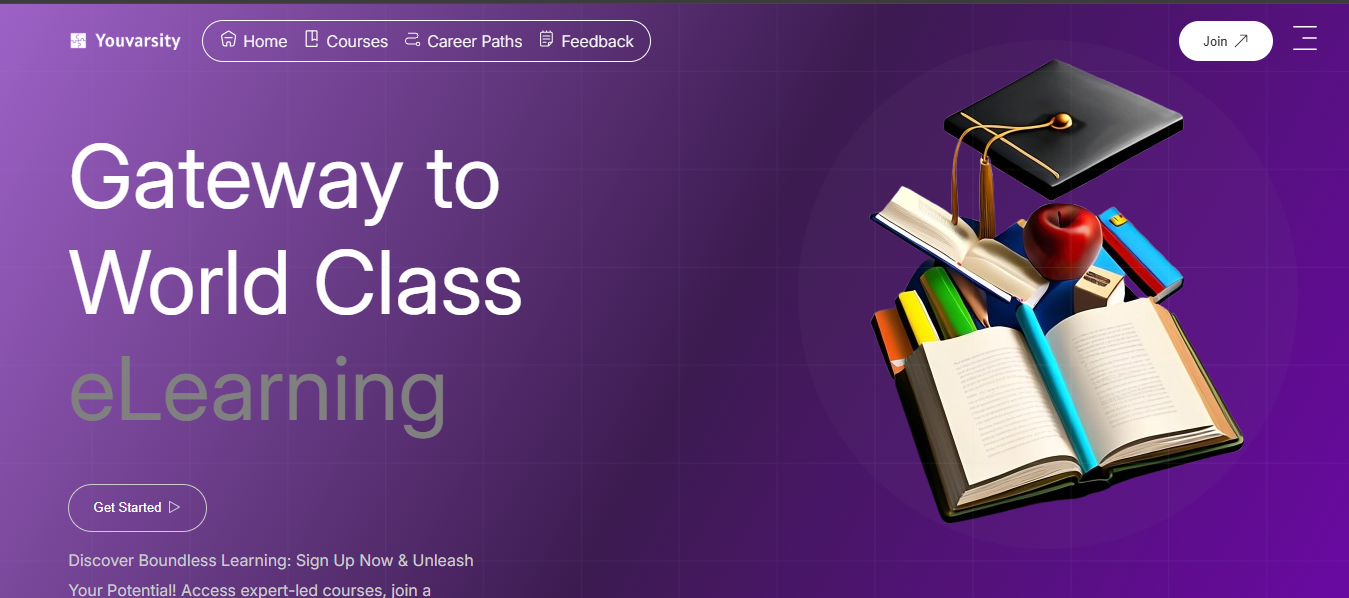 Youvarsity
Home Courses Career Paths Feedback
Join
Gateway to
World Class
eLearning
Get Started
Discover Boundless Learning: Sign Up Now & Unleash
Your Potential! Access expert-led courses, join a